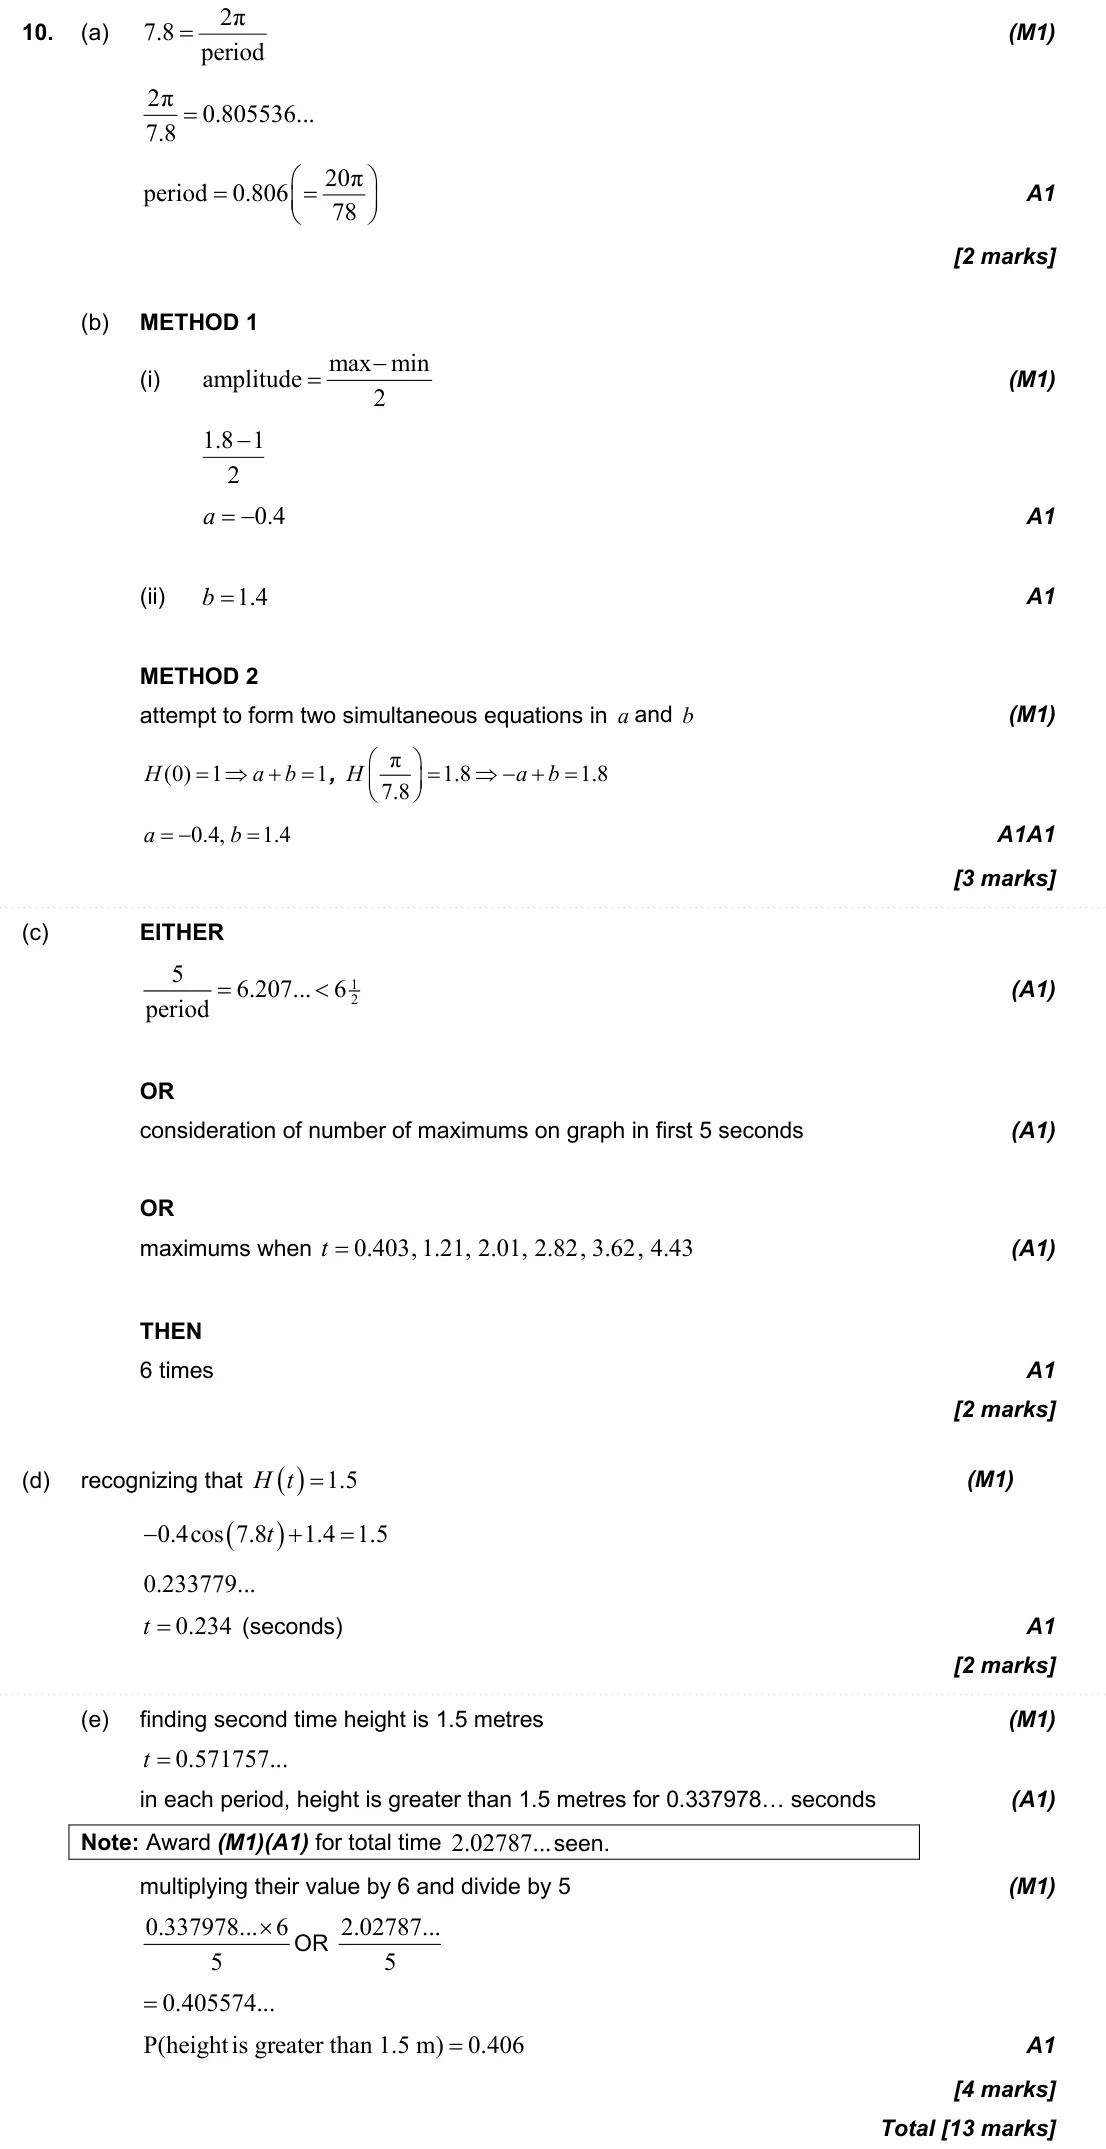 10. (a) 7.8 = 2π/period (M1)
2π/7.8 = 0.805536...
period = 0.806 (= 20π/78) A1
[2 marks]
(b) METHOD 1
(i) amplitude = (max − min)/2 (M1)
(1.8 − 1)/2
a = −0.4 A1
(ii) b = 1.4 A1
METHOD 2
attempt to form two simultaneous equations in a and b (M1)
H(0) = 1 ⇒ a + b = 1, H(π/7.8) = 1.8 ⇒ −a + b = 1.8
a = −0.4, b = 1.4 A1A1
[3 marks]
(c) EITHER
5/period = 6.207... < 6½ (A1)
OR
consideration of number of maximums on graph in first 5 seconds (A1)
OR
maximums when t = 0.403, 1.21, 2.01, 2.82, 3.62, 4.43 (A1)
THEN
6 times A1
[2 marks]
(d) recognizing that H(t) = 1.5 (M1)
−0.4cos(7.8t) + 1.4 = 1.5
0.233779...
t = 0.234 (seconds) A1
[2 marks]
(e) finding second time height is 1.5 metres (M1)
t = 0.571757...
in each period, height is greater than 1.5 metres for 0.337978… seconds (A1)
Note: Award (M1)(A1) for total time 2.02787... seen.
multiplying their value by 6 and divide by 5 (M1)
(0.337978... × 6)/5 OR 2.02787.../5
= 0.405574...
P(height is greater than 1.5 m) = 0.406 A1
[4 marks]
Total [13 marks]